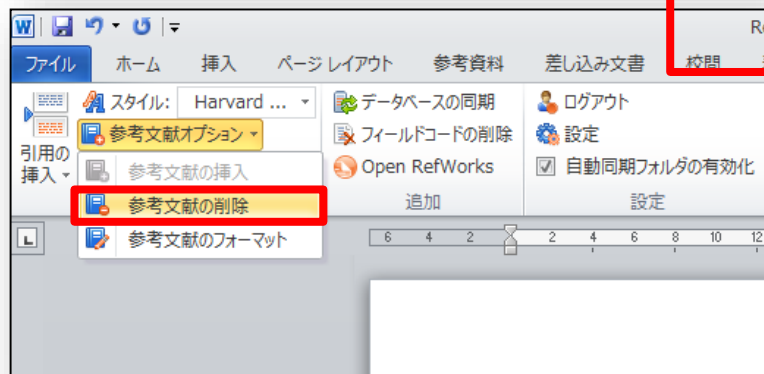 Re
ファイル ホーム 挿入 ページ レイアウト 参考資料 差し込み文書 校閲
スタイル: Harvard ... データベースの同期 ログアウト
参考文献オプション フィールドコードの削除 設定
引用の
挿入 参考文献の挿入 Open RefWorks 自動同期フォルダの有効化
参考文献の削除 追加 設定
参考文献のフォーマット 6 4 2 2 4 6 8 10 12